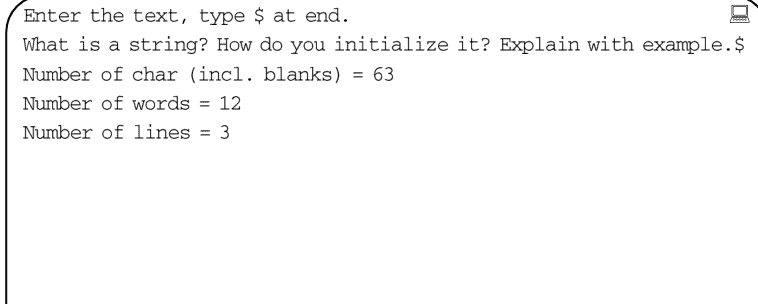 Enter the text, type $ at end.
What is a string? How do you initialize it? Explain with example.$
Number of char (incl. blanks) = 63
Number of words = 12
Number of lines = 3